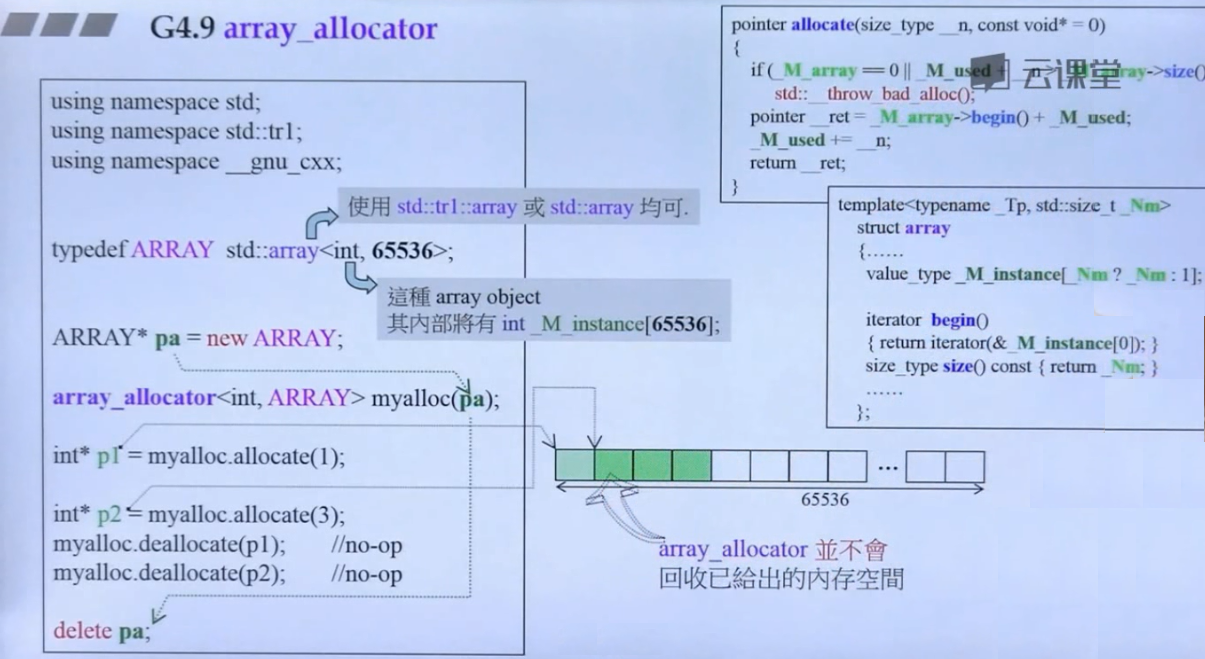 G4.9 array_allocator
using namespace std;
using namespace std::tr1;
using namespace __gnu_cxx;
使用 std::tr1::array 或 std::array 均可.
typedef ARRAY std::array<int, 65536>;
這種 array object
其內部將有 int _M_instance[65536];
ARRAY* pa = new ARRAY;
array_allocator<int, ARRAY> myalloc(pa);
int* p1 = myalloc.allocate(1);
int* p2 = myalloc.allocate(3);
myalloc.deallocate(p1); //no-op
myalloc.deallocate(p2); //no-op
delete pa;
pointer allocate(size_type __n, const void* = 0)
{
if (_M_array == 0 || _M_used + __n > _M_array->size()
std::__throw_bad_alloc();
pointer __ret = _M_array->begin() + _M_used;
_M_used += __n;
return __ret;
}
云课堂
template<typename _Tp, std::size_t _Nm>
struct array
{......
value_type _M_instance[_Nm ? _Nm : 1];
iterator begin()
{ return iterator(&_M_instance[0]); }
size_type size() const { return _Nm; }
......
};
...
65536
array_allocator 並不會
回收已給出的內存空間